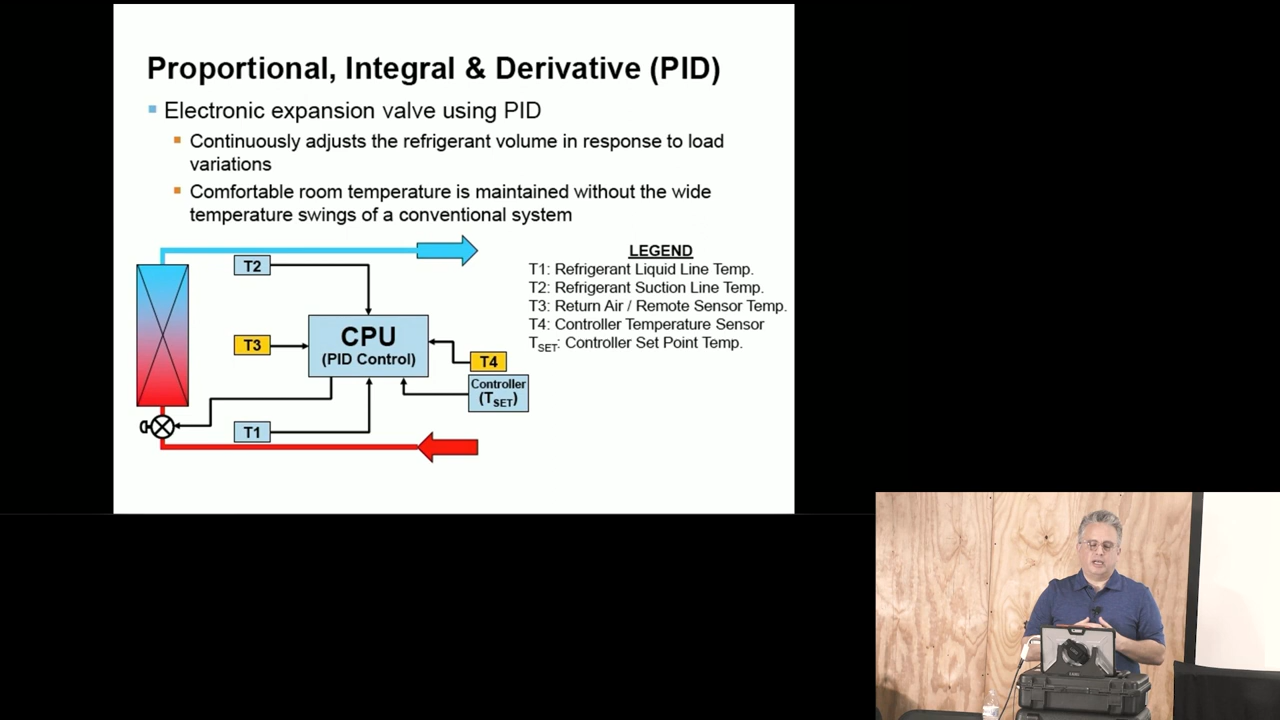 Proportional, Integral & Derivative (PID)
Electronic expansion valve using PID
Continuously adjusts the refrigerant volume in response to load
variations
Comfortable room temperature is maintained without the wide
temperature swings of a conventional system
LEGEND
T1: Refrigerant Liquid Line Temp.
T2: Refrigerant Suction Line Temp.
T3: Return Air / Remote Sensor Temp.
T4: Controller Temperature Sensor
TSET: Controller Set Point Temp.
T2
CPU
(PID Control)
T3
T4
Controller
(TSET)
T1